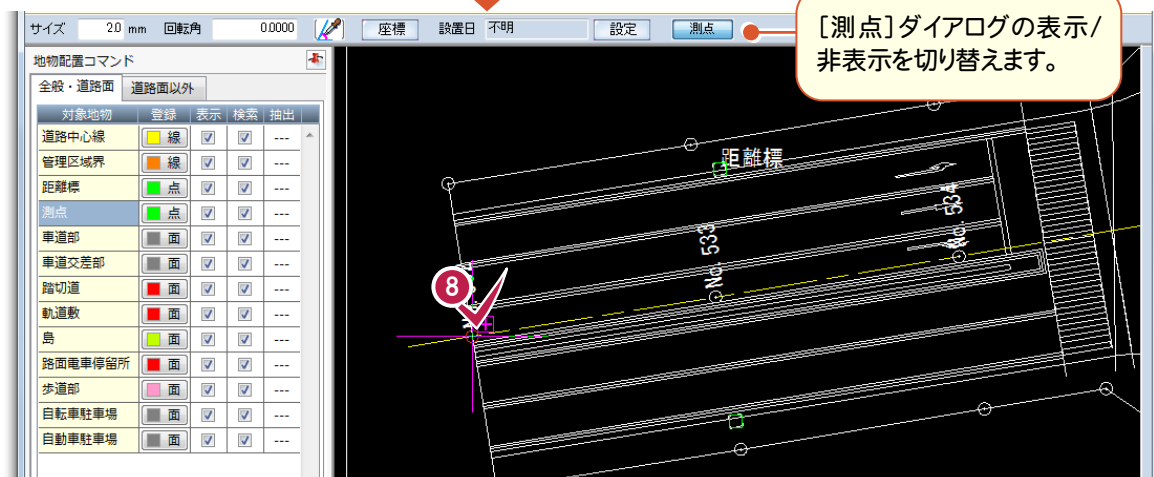 サイズ 2.0 mm 回転角 0.0000 座標 設置日 不明 設定 測点
[測点]ダイアログの表示/
非表示を切り替えます。
地物配置コマンド
全般・道路面 道路面以外
対象地物 登録 表示 検索 抽出
道路中心線 線 ---
管理区域界 線 ---
距離標 点 ---
測点 点 ---
車道部 面 ---
車道交差部 面 ---
踏切道 面 ---
軌道敷 面 ---
島 面 ---
路面電車停留所 面 ---
歩道部 面 ---
自転車駐車場 面 ---
自動車駐車場 面 ---
距離標
No. 533
No. 534
8